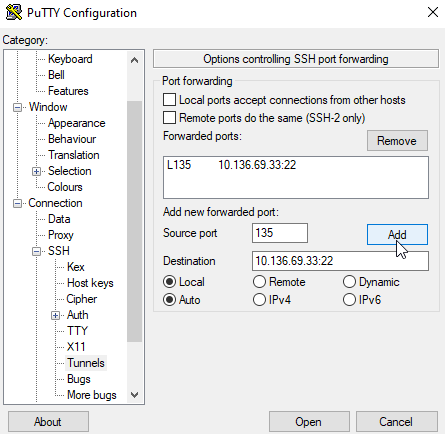 PuTTY Configuration
Category:
Keyboard
Bell
Features
Window
Appearance
Behaviour
Translation
Selection
Colours
Connection
Data
Proxy
SSH
Kex
Host keys
Cipher
Auth
TTY
X11
Tunnels
Bugs
More bugs
Options controlling SSH port forwarding
Port forwarding
Local ports accept connections from other hosts
Remote ports do the same (SSH-2 only)
Forwarded ports:
Remove
L135 10.136.69.33:22
Add new forwarded port:
Source port 135 Add
Destination 10.136.69.33:22
Local Remote Dynamic
Auto IPv4 IPv6
About Open Cancel